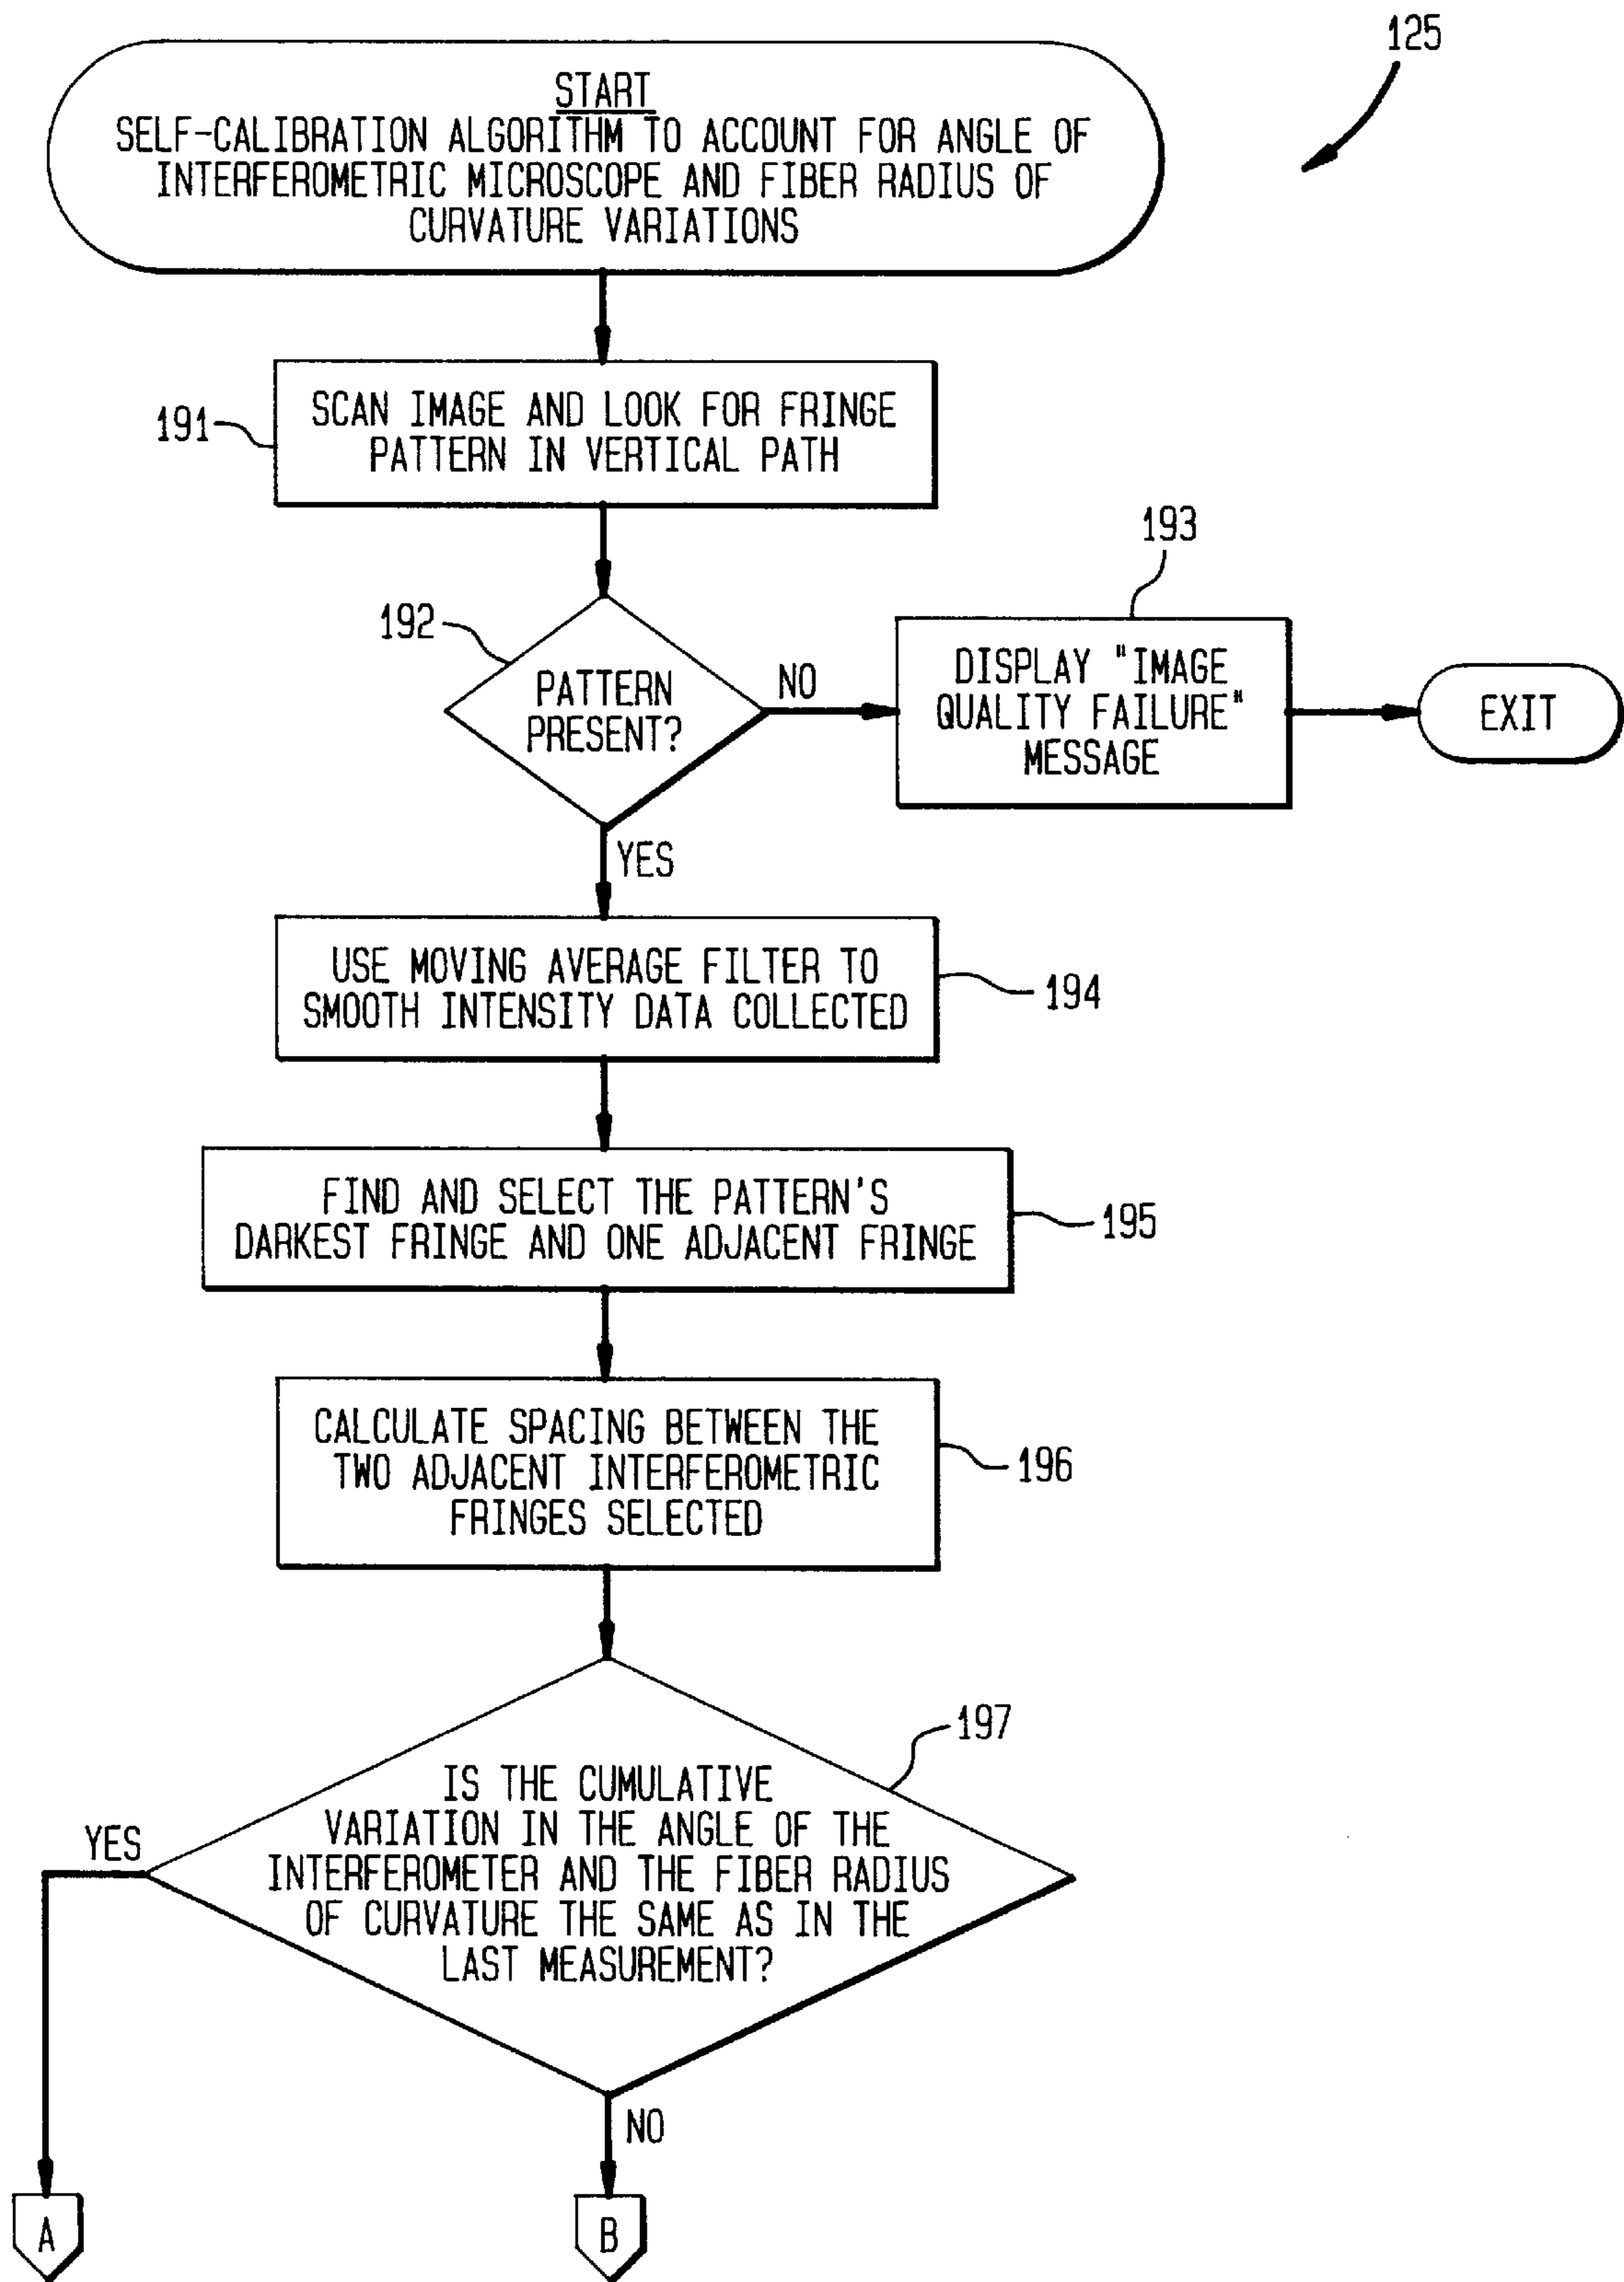 125
START
SELF-CALIBRATION ALGORITHM TO ACCOUNT FOR ANGLE OF
INTERFEROMETRIC MICROSCOPE AND FIBER RADIUS OF
CURVATURE VARIATIONS
191
SCAN IMAGE AND LOOK FOR FRINGE
PATTERN IN VERTICAL PATH
192
PATTERN
PRESENT?
NO
193
DISPLAY "IMAGE
QUALITY FAILURE"
MESSAGE
EXIT
YES
USE MOVING AVERAGE FILTER TO
SMOOTH INTENSITY DATA COLLECTED
194
FIND AND SELECT THE PATTERN'S
DARKEST FRINGE AND ONE ADJACENT FRINGE
195
CALCULATE SPACING BETWEEN THE
TWO ADJACENT INTERFEROMETRIC
FRINGES SELECTED
196
197
IS THE CUMULATIVE
VARIATION IN THE ANGLE OF THE
INTERFEROMETER AND THE FIBER RADIUS
OF CURVATURE THE SAME AS IN THE
LAST MEASUREMENT?
YES
NO
A
B